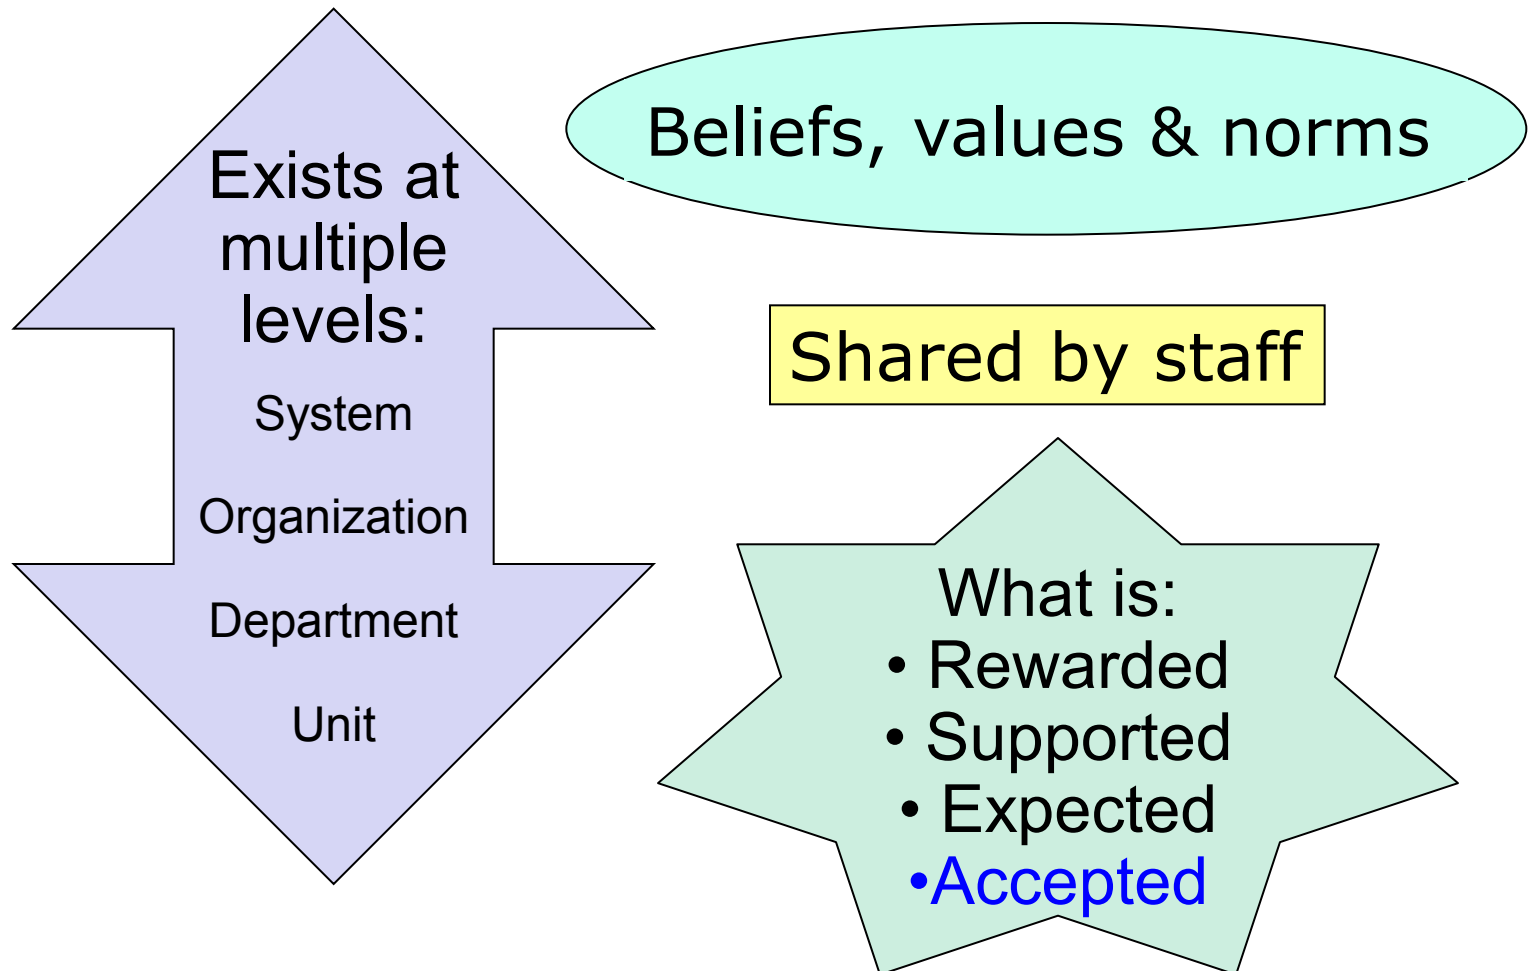 Exists at
multiple
levels:
System
Organization
Department
Unit
Beliefs, values & norms
Shared by staff
What is:
• Rewarded
• Supported
• Expected
•Accepted